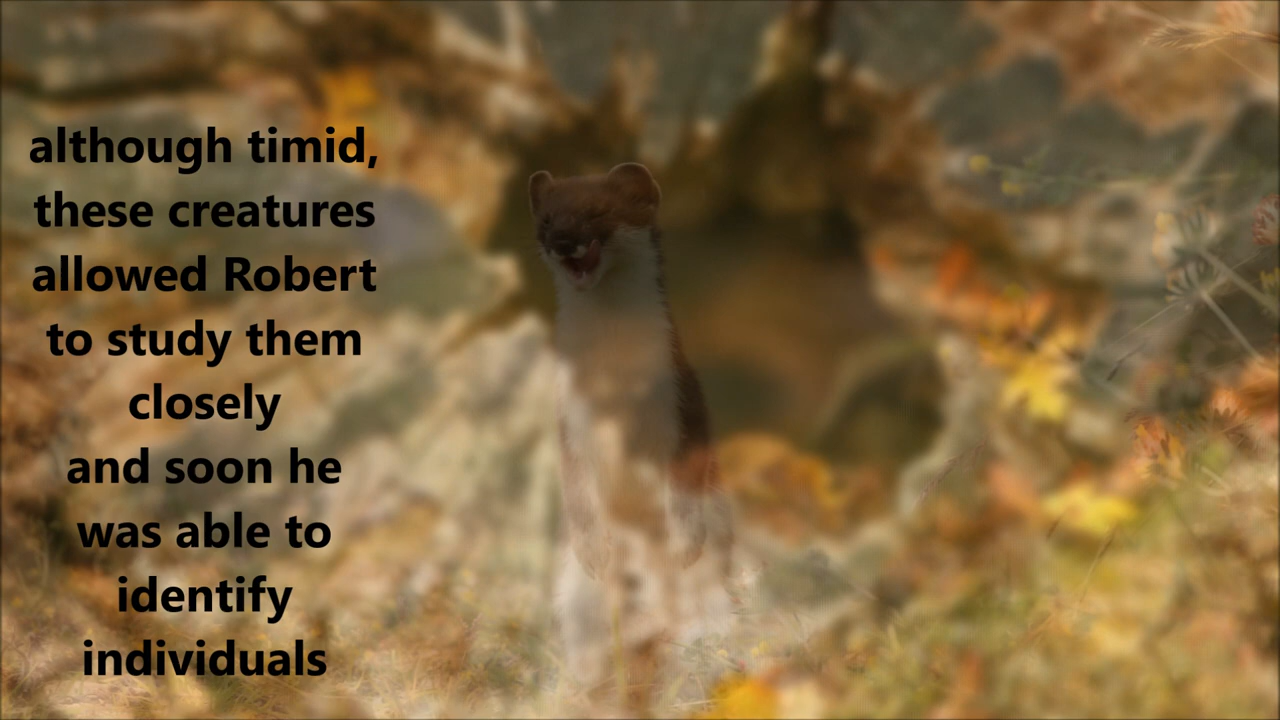 although timid,
these creatures
allowed Robert
to study them
closely
and soon he
was able to
identify
individuals